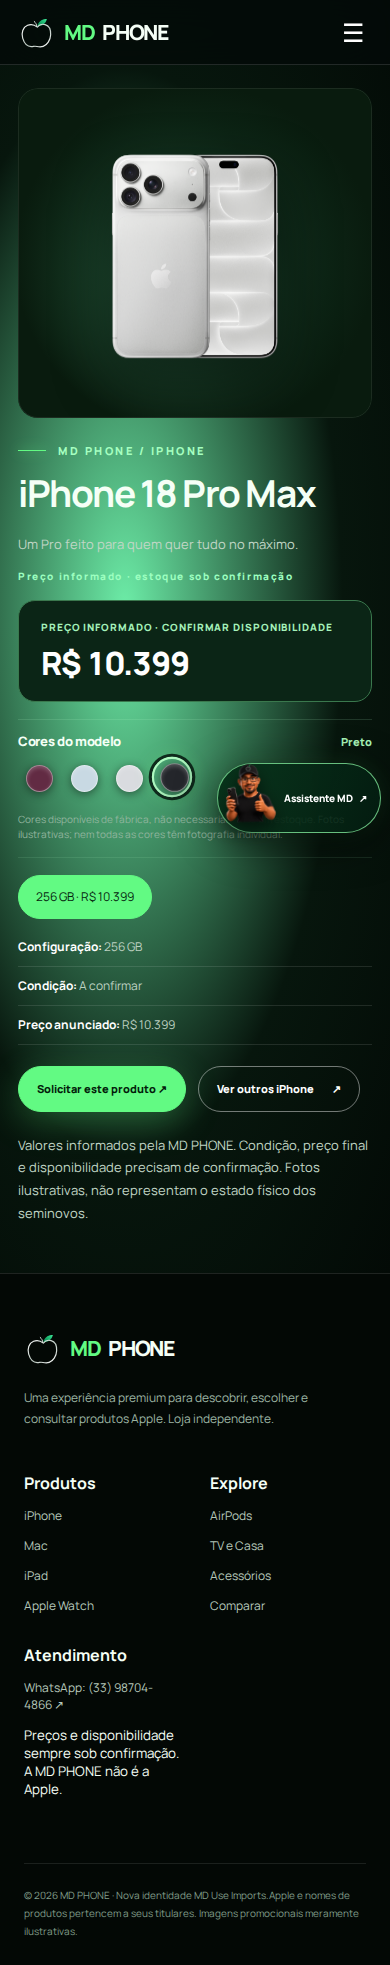 MD PHONE
☰
MD PHONE / IPHONE
iPhone 18 Pro Max
Um Pro feito para quem quer tudo no máximo.
Preço informado · estoque sob confirmação
PREÇO INFORMADO · CONFIRMAR DISPONIBILIDADE
R$ 10.399
Cores do modelo
Preto
Assistente MD ↗
Cores disponíveis de fábrica, não
ilustrativas; nem todas as cores têm fotografia individual.
256 GB · R$ 10.399
Configuração: 256 GB
Condição: A confirmar
Preço anunciado: R$ 10.399
Solicitar este produto ↗
Ver outros iPhone ↗
Valores informados pela MD PHONE. Condição, preço final
e disponibilidade precisam de confirmação. Fotos
ilustrativas, não representam o estado físico dos
seminovos.
MD PHONE
Uma experiência premium para descobrir, escolher e
consultar produtos Apple. Loja independente.
Produtos
iPhone
Mac
iPad
Apple Watch
Explore
AirPods
TV e Casa
Acessórios
Comparar
Atendimento
WhatsApp: (33) 98704-
4866 ↗
Preços e disponibilidade
sempre sob confirmação.
A MD PHONE não é a
Apple.
© 2026 MD PHONE · Nova identidade MD Use Imports.Apple e nomes de
produtos pertencem a seus titulares. Imagens promocionais meramente
ilustrativas.